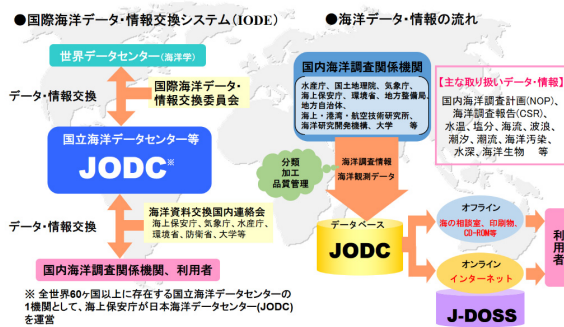 ●国際海洋データ・情報交換システム(IODE)
世界データセンター(海洋学)
データ・情報交換
国際海洋データ・
情報交換委員会
国立海洋データセンター等
JODC※
データ・情報交換
海洋資料交換国内連絡会
海上保安庁、気象庁、水産庁、
環境省、防衛省、大学等
国内海洋調査関係機関、利用者
※ 全世界60ヶ国以上に存在する国立海洋データセンターの
1機関として、海上保安庁が日本海洋データセンター(JODC)
を運営
●海洋データ・情報の流れ
国内海洋調査関係機関
水産庁、国土地理院、気象庁、
海上保安庁、環境省、地方整備局、
地方自治体、
海上・港湾・航空技術研究所、
海洋研究開発機構、大学 等
【主な取り扱いデータ・情報】
国内海洋調査計画(NOP)、
海洋調査報告(CSR)、
水温、塩分、海流、波浪、
潮汐、潮流、海洋汚染、
水深、海洋生物 等
分類
加工
品質管理
海洋調査情報
海洋観測データ
データベース
JODC
オフライン
海の相談室、印刷物、
CD-ROM等
オンライン
インターネット
J-DOSS
利用者